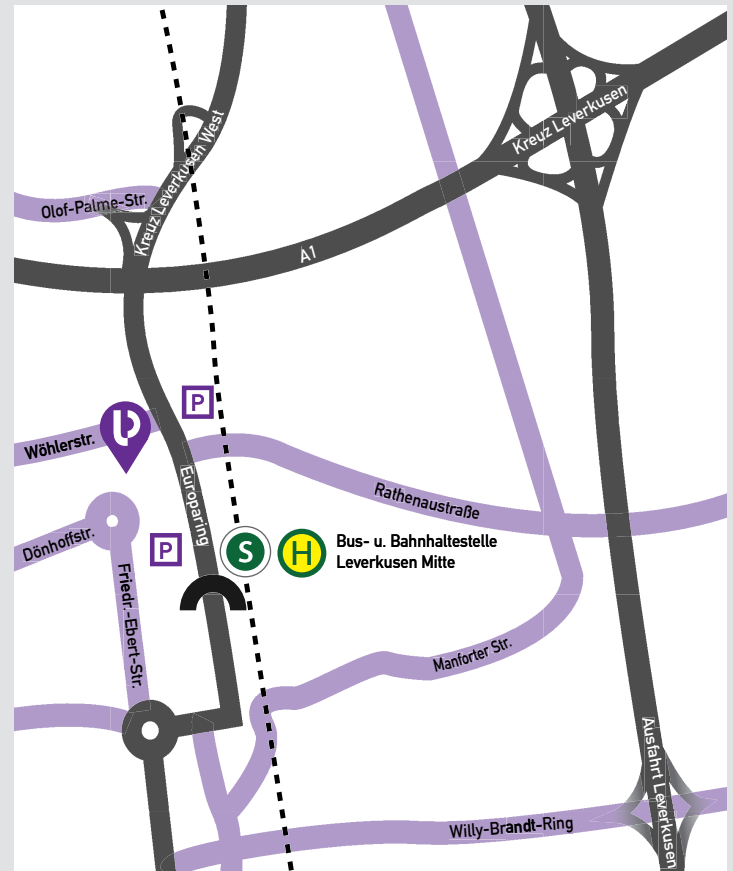 Kreuz Leverkusen
Kreuz Leverkusen West
Olof-Palme-Str.
A1
P
Wöhlerstr.
Rathenaustraße
Europaring
Dönhoffstr.
P
S
H
Bus- u. Bahnhaltestelle
Leverkusen Mitte
Friedr.-Ebert-Str.
Manforter Str.
Ausfahrt Leverkusen
Willy-Brandt-Ring